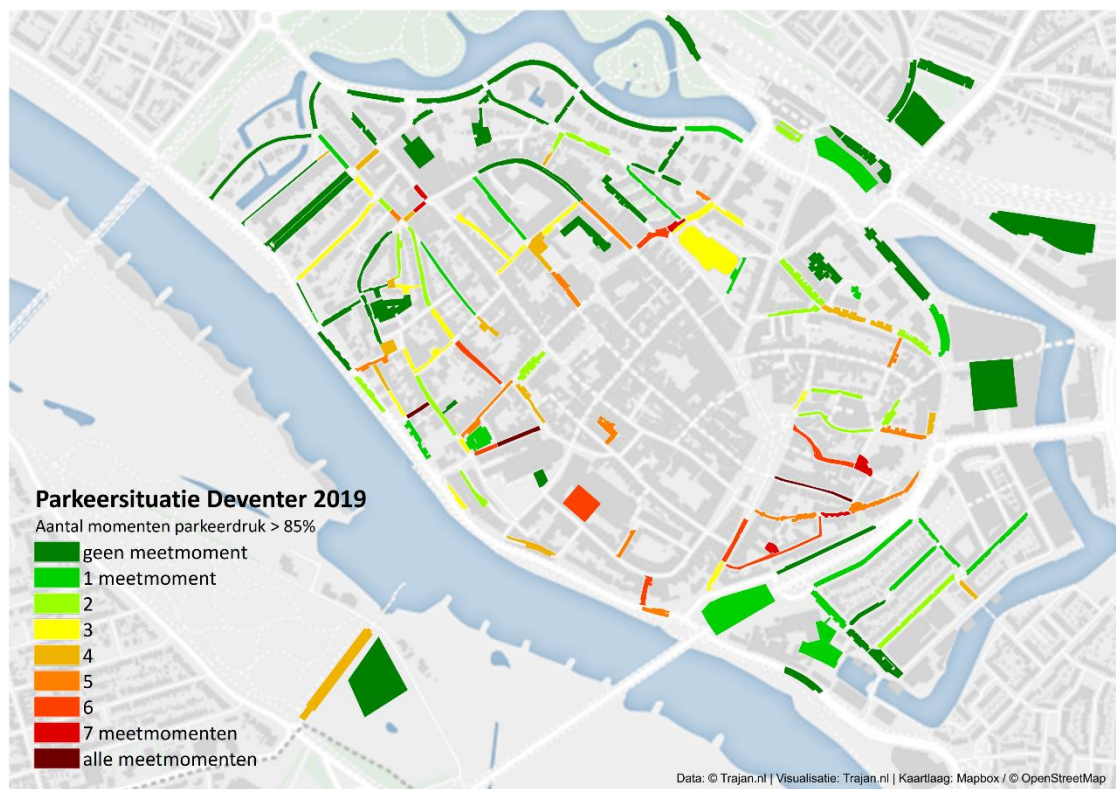 Parkeersituatie Deventer 2019
Aantal momenten parkeerdruk > 85%
geen meetmoment
1 meetmoment
2
3
4
5
6
7 meetmomenten
alle meetmomenten
Data: © Trajan.nl | Visualisatie: Trajan.nl | Kaartlaag: Mapbox / © OpenStreetMap